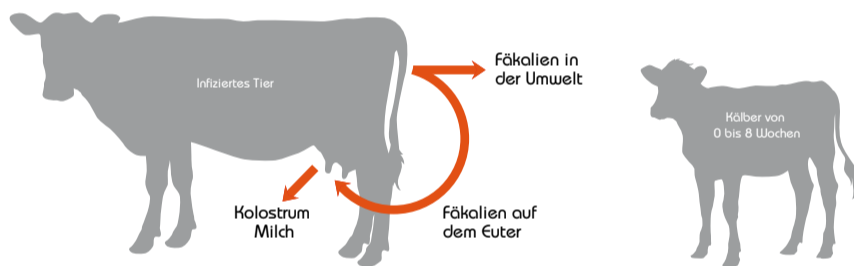 Infiziertes Tier
Fäkalien in
der Umwelt
Kolostrum
Milch
Fäkalien auf
dem Euter
Kälber von
0 bis 8 Wochen